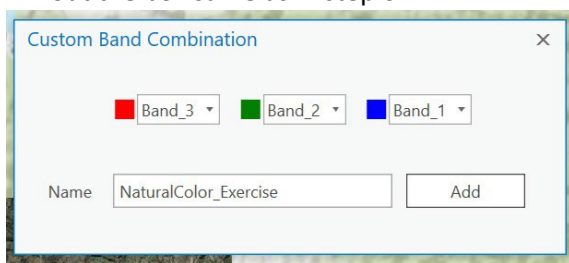 Custom Band Combination
Band_3 Band_2 Band_1
Name NaturalColor_Exercise Add